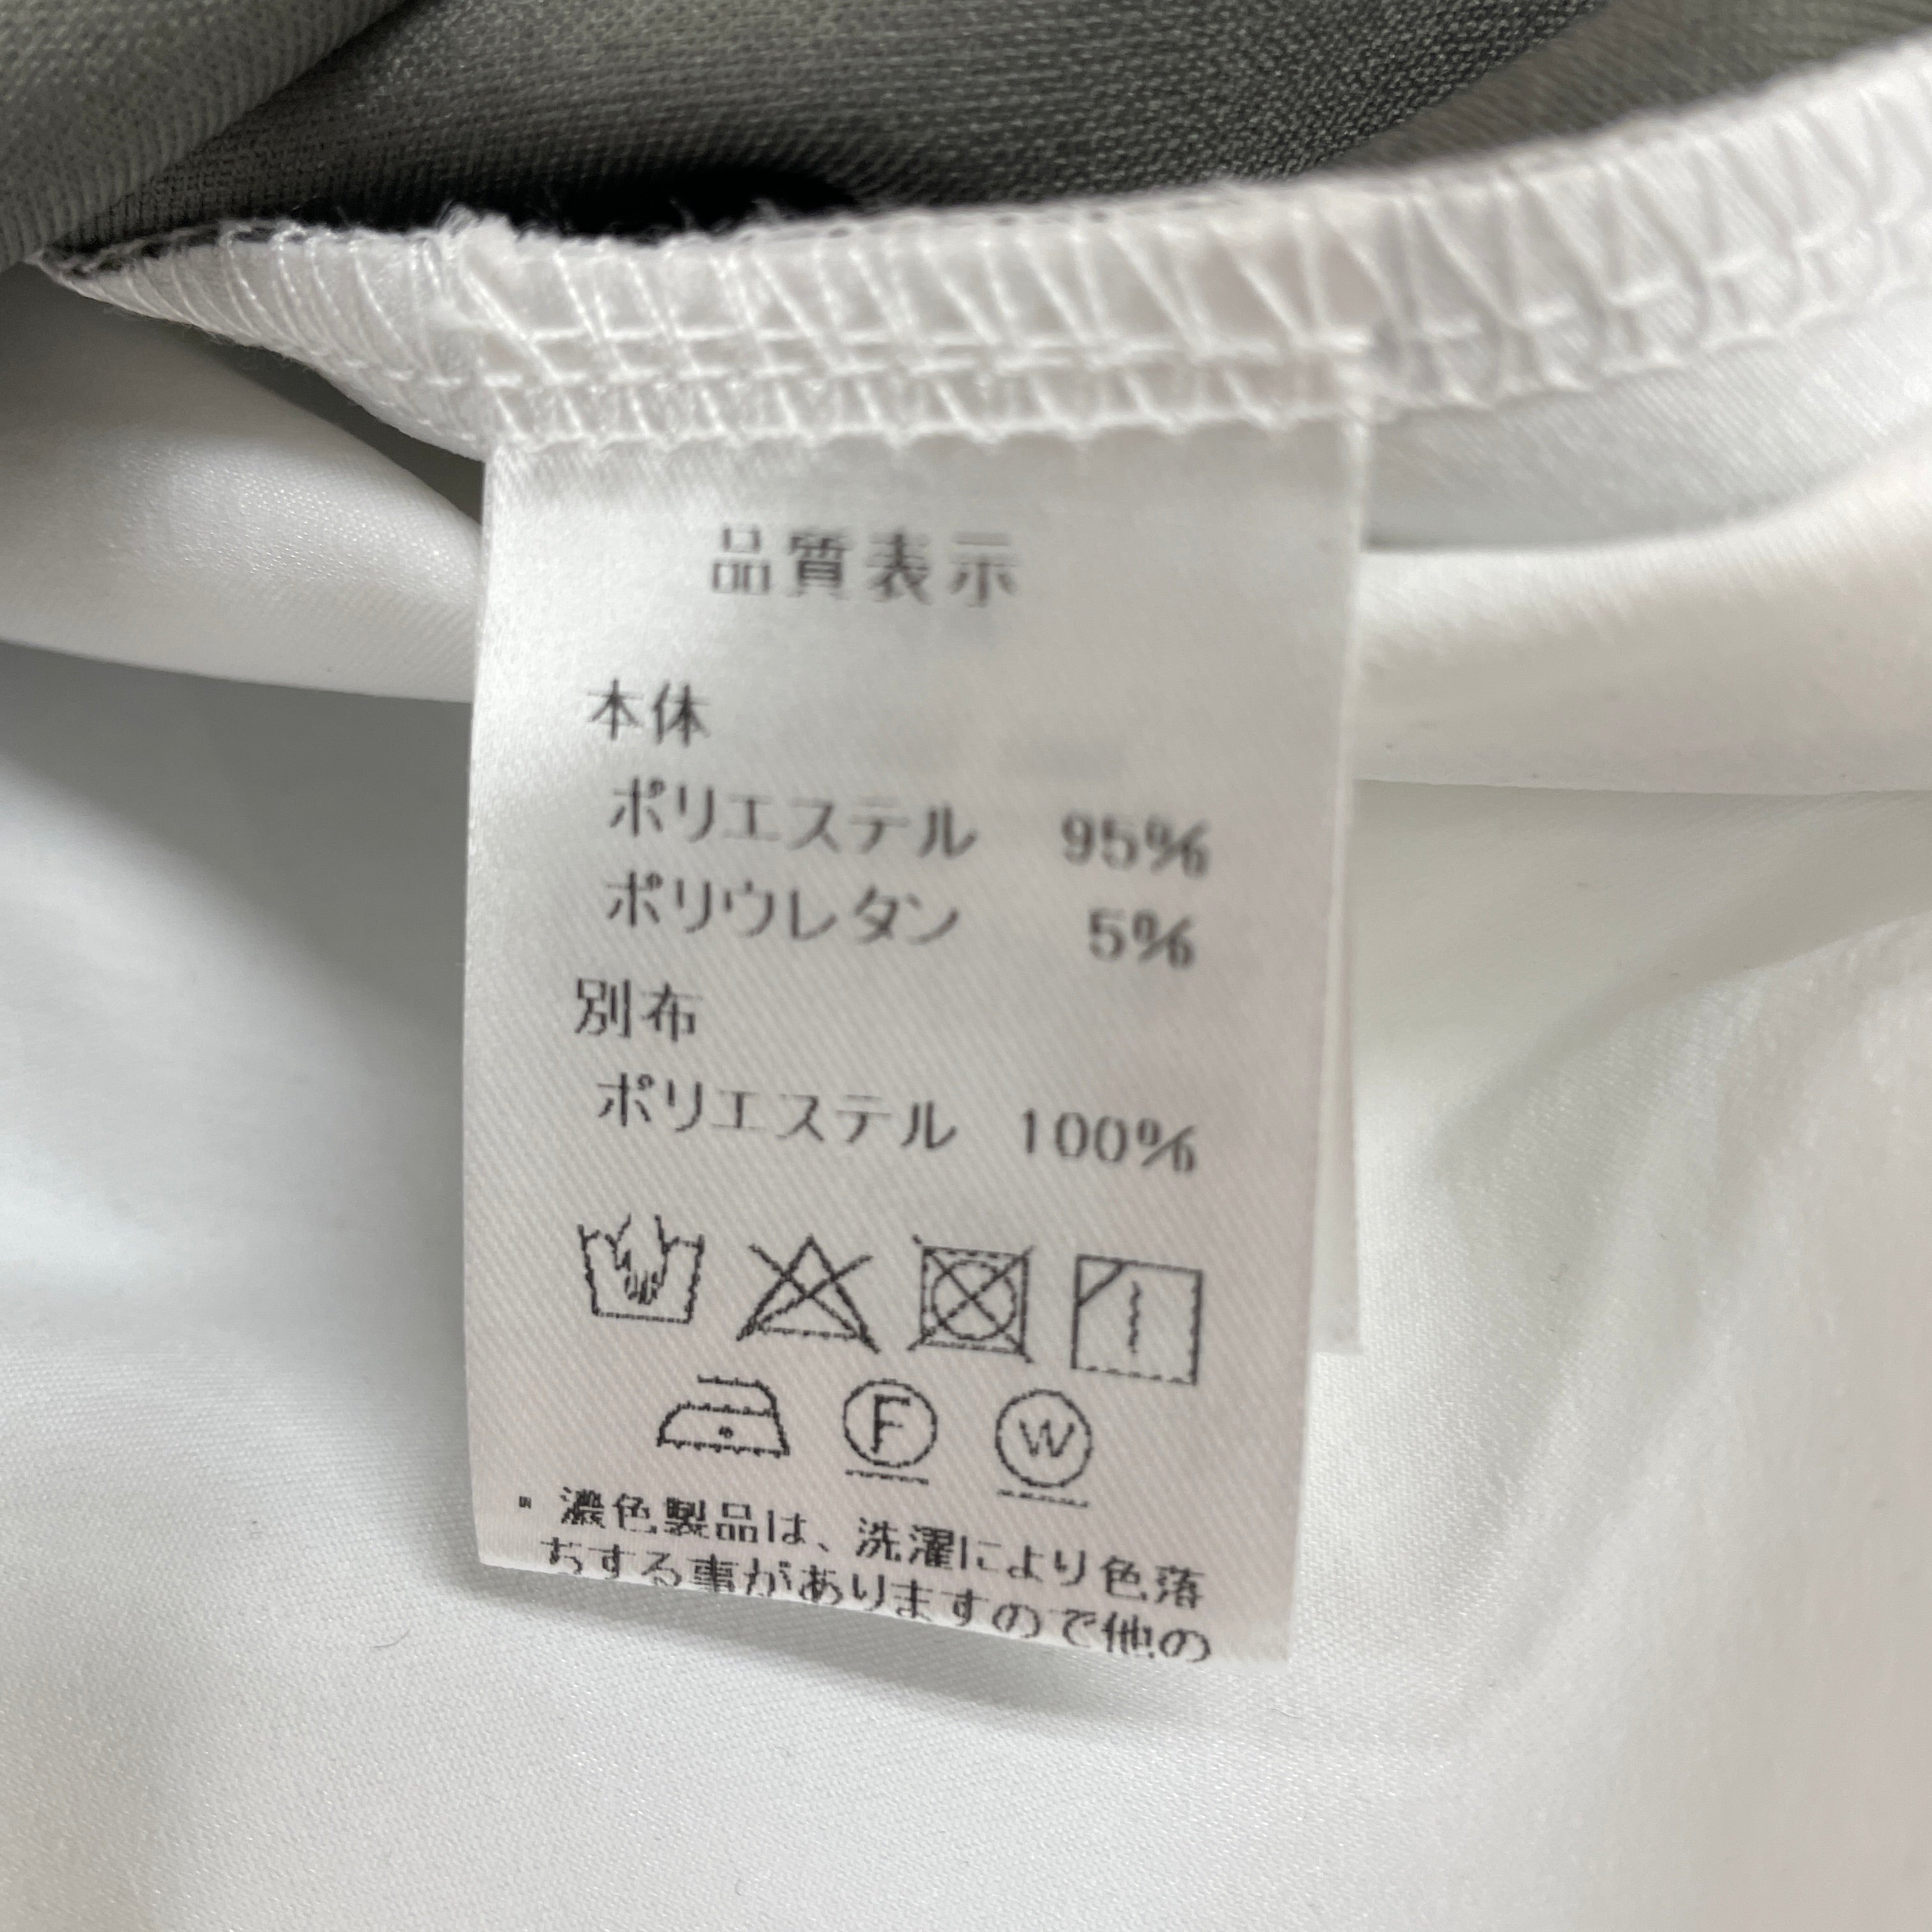 品質表示
本体
ポリエステル 95%
ポリウレタン 5%
別布
ポリエステル 100%
F
W
・濃色製品は、洗濯により色落
ちする事がありますので他の